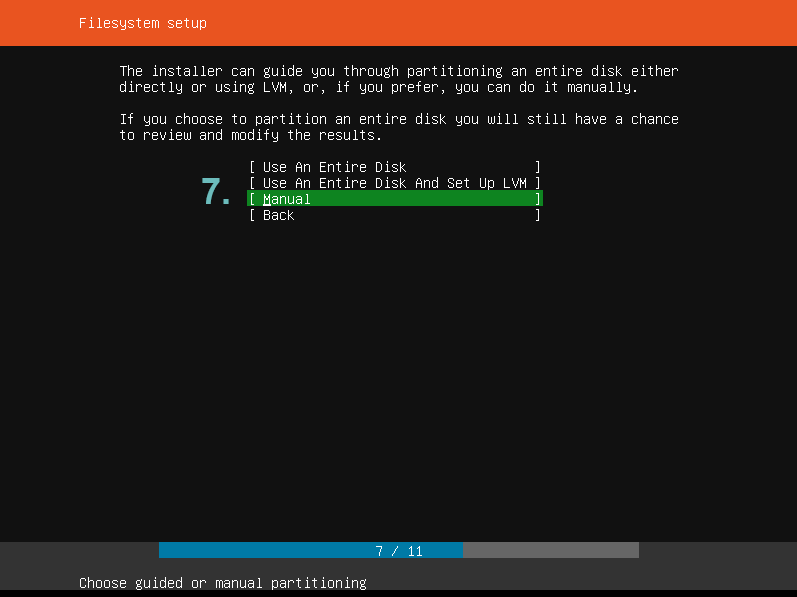 Filesystem setup
The installer can guide you through partitioning an entire disk either
directly or using LVM, or, if you prefer, you can do it manually.
If you choose to partition an entire disk you will still have a chance
to review and modify the results.
[ Use An Entire Disk ]
[ Use An Entire Disk And Set Up LVM ]
7. [ Manual ]
[ Back ]
7 / 11
Choose guided or manual partitioning